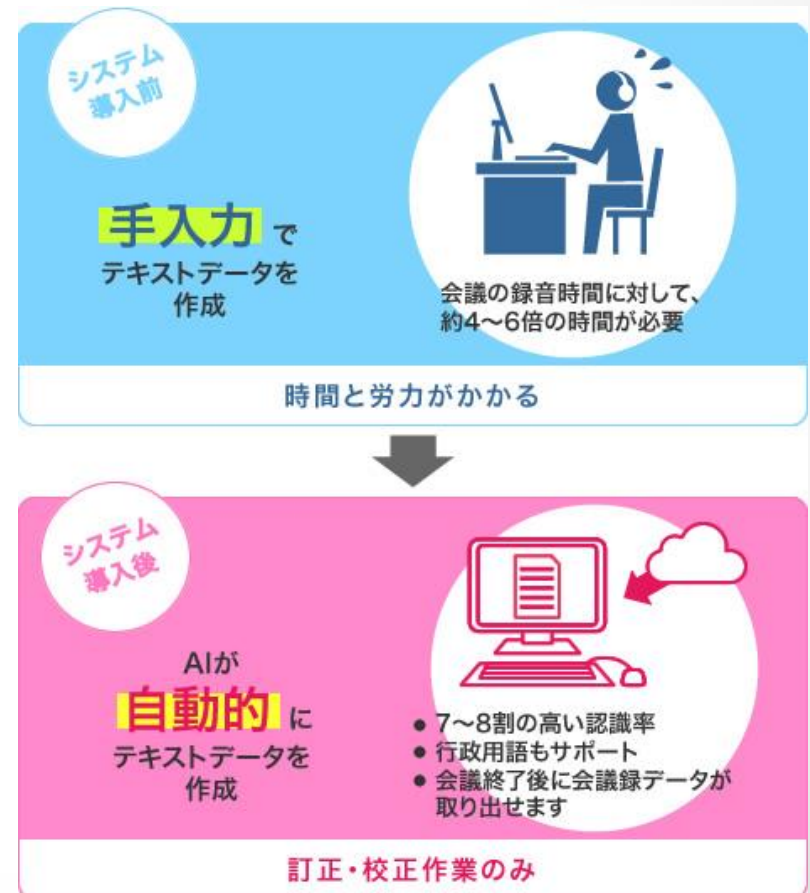 システム
導入前
手入力で
テキストデータを
作成
会議の録音時間に対して、
約4～6倍の時間が必要
時間と労力がかかる
システム
導入後
AIが
自動的に
テキストデータを
作成
● 7～8割の高い認識率
● 行政用語もサポート
● 会議終了後に会議録データが
取り出せます
訂正・校正作業のみ